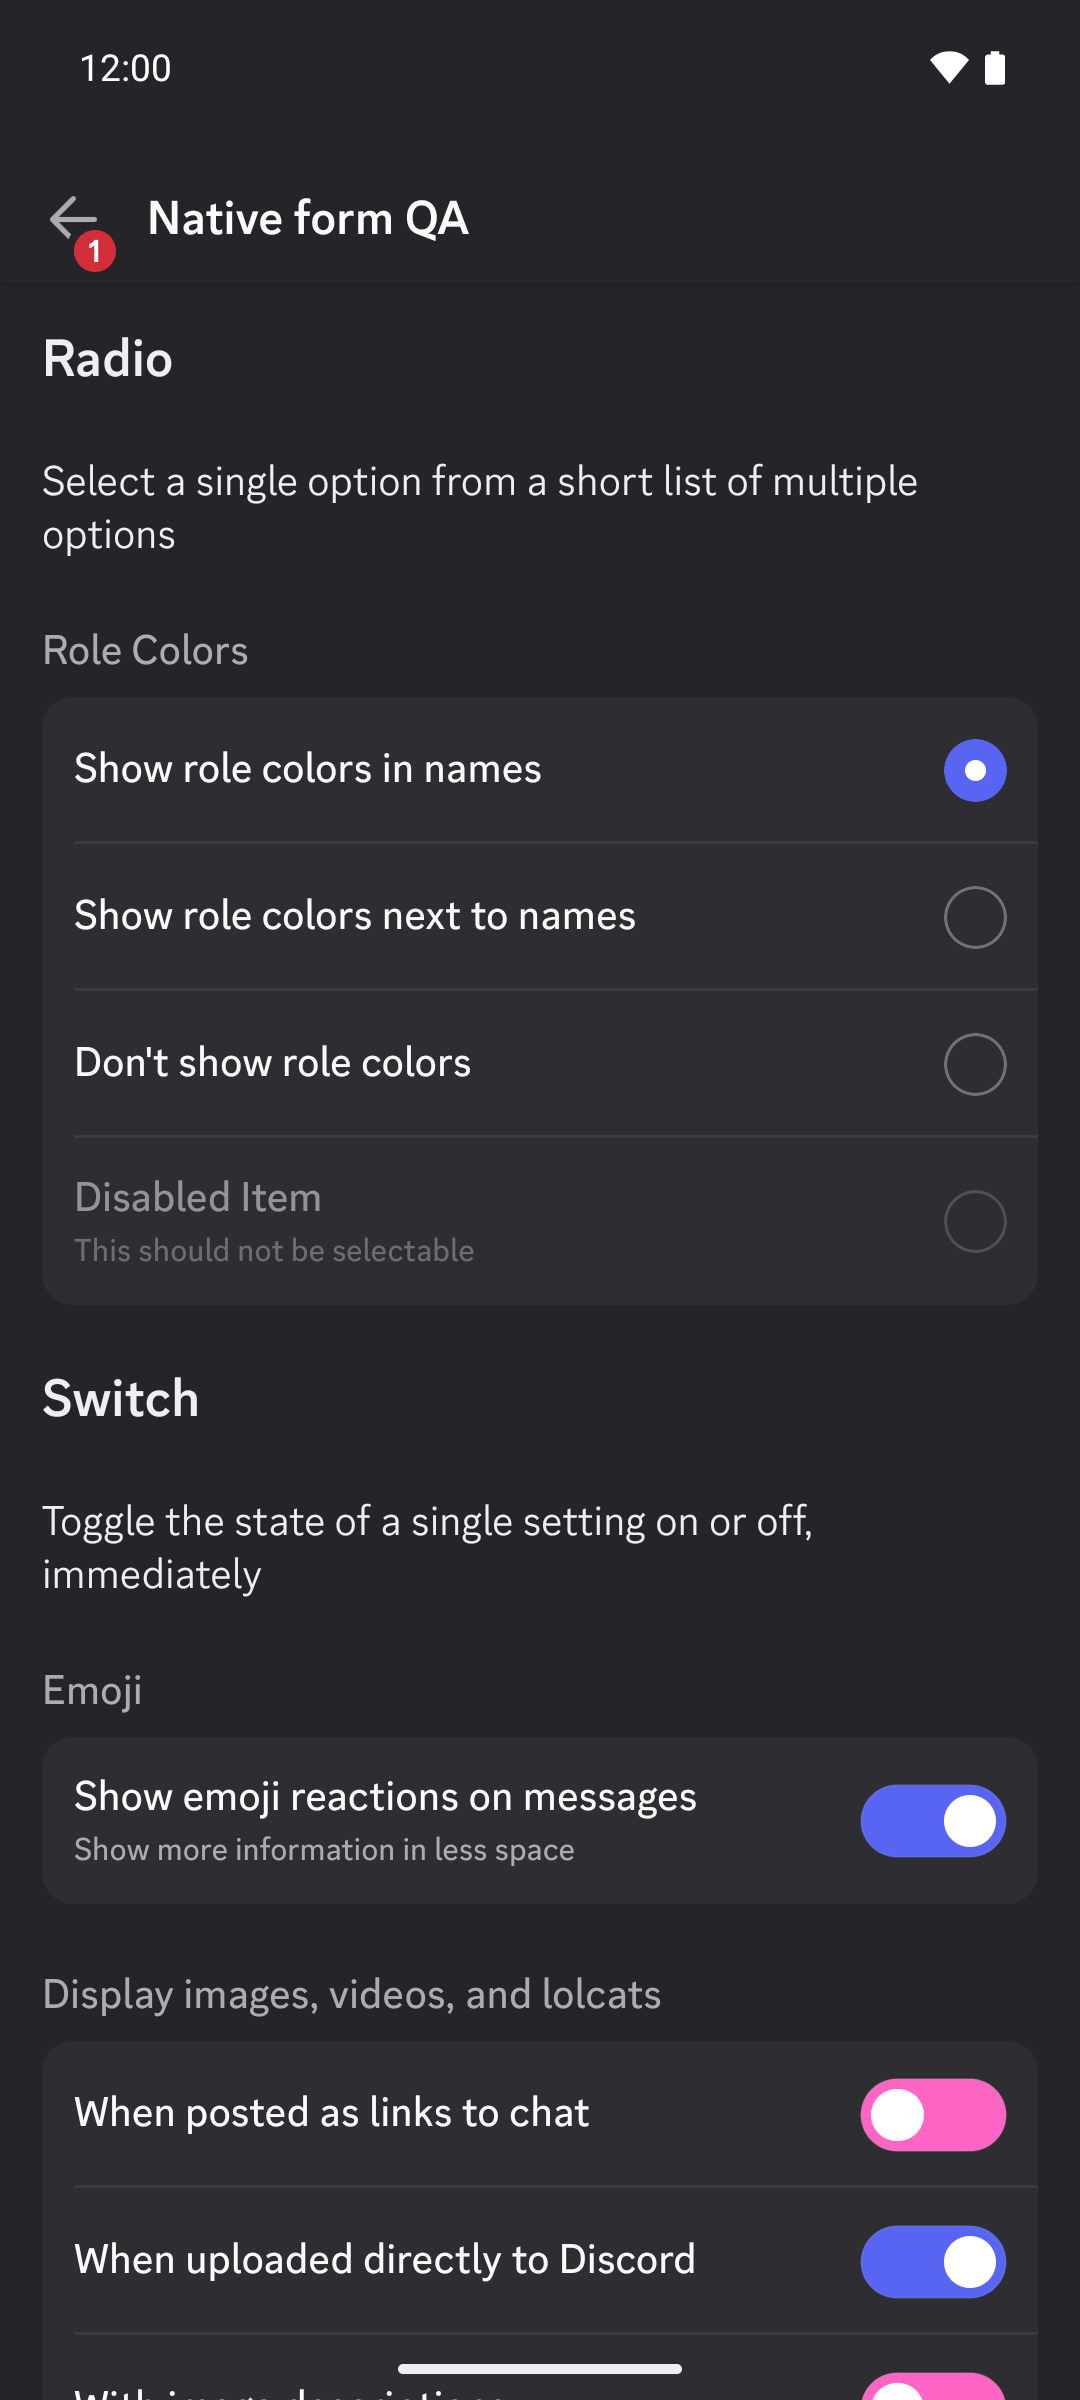 12:00
1
Native form QA
Radio
Select a single option from a short list of multiple
options
Role Colors
Show role colors in names
Show role colors next to names
Don't show role colors
Disabled Item
This should not be selectable
Switch
Toggle the state of a single setting on or off,
immediately
Emoji
Show emoji reactions on messages
Show more information in less space
Display images, videos, and lolcats
When posted as links to chat
When uploaded directly to Discord
With image descriptions